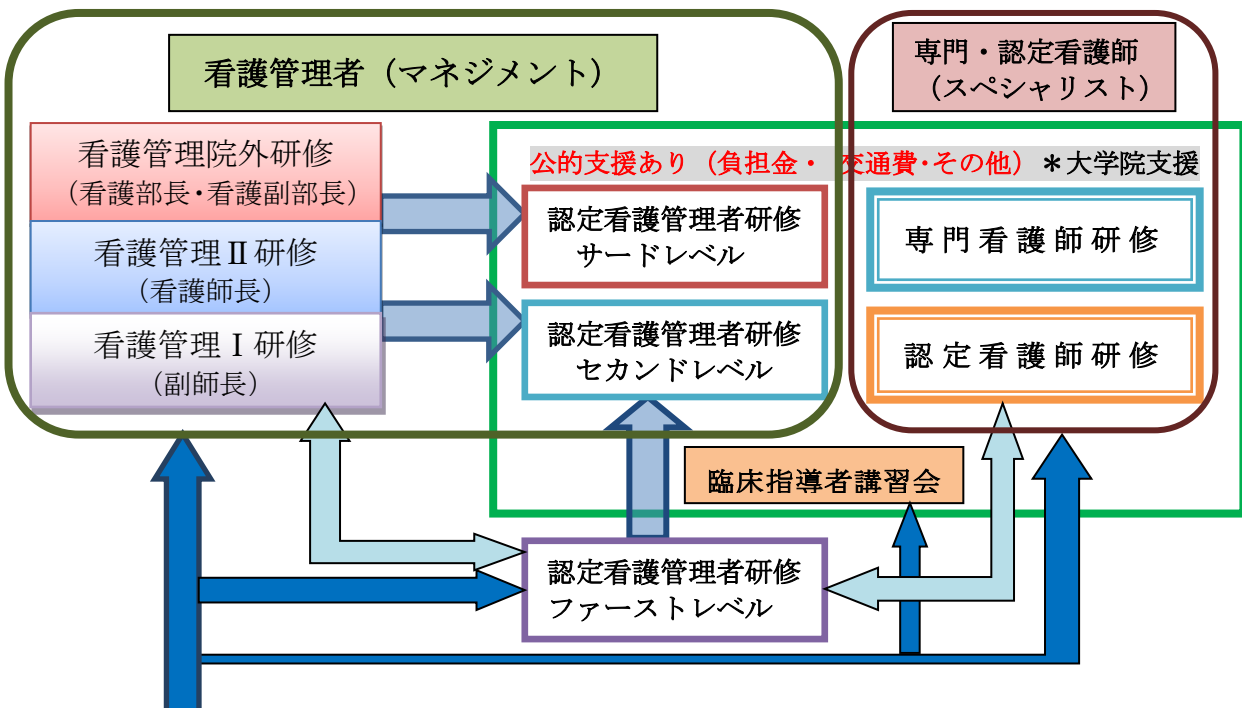 看護管理者（マネジメント）
専門・認定看護師
（スペシャリスト）
看護管理院外研修
（看護部長・看護副部長）
看護管理Ⅱ研修
（看護師長）
看護管理Ⅰ研修
（副師長）
公的支援あり（負担金・ 交通費・その他）＊大学院支援
認定看護管理者研修
サードレベル
認定看護管理者研修
セカンドレベル
専門看護師研修
認定看護師研修
臨床指導者講習会
認定看護管理者研修
ファーストレベル